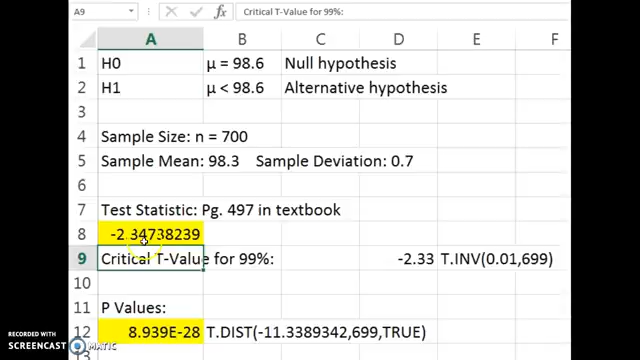 A9 Critical T-Value for 99%:
A B C D E F
1 H0 μ = 98.6 Null hypothesis
2 H1 μ < 98.6 Alternative hypothesis
3
4 Sample Size: n = 700
5 Sample Mean: 98.3 Sample Deviation: 0.7
6
7 Test Statistic: Pg. 497 in textbook
8 -2.34738239
9 Critical T-Value for 99%: -2.33 T.INV(0.01,699)
10
11 P Values:
12 8.939E-28 T.DIST(-11.3389342,699,TRUE)
RECORDED WITH
SCREENCAST MATIC